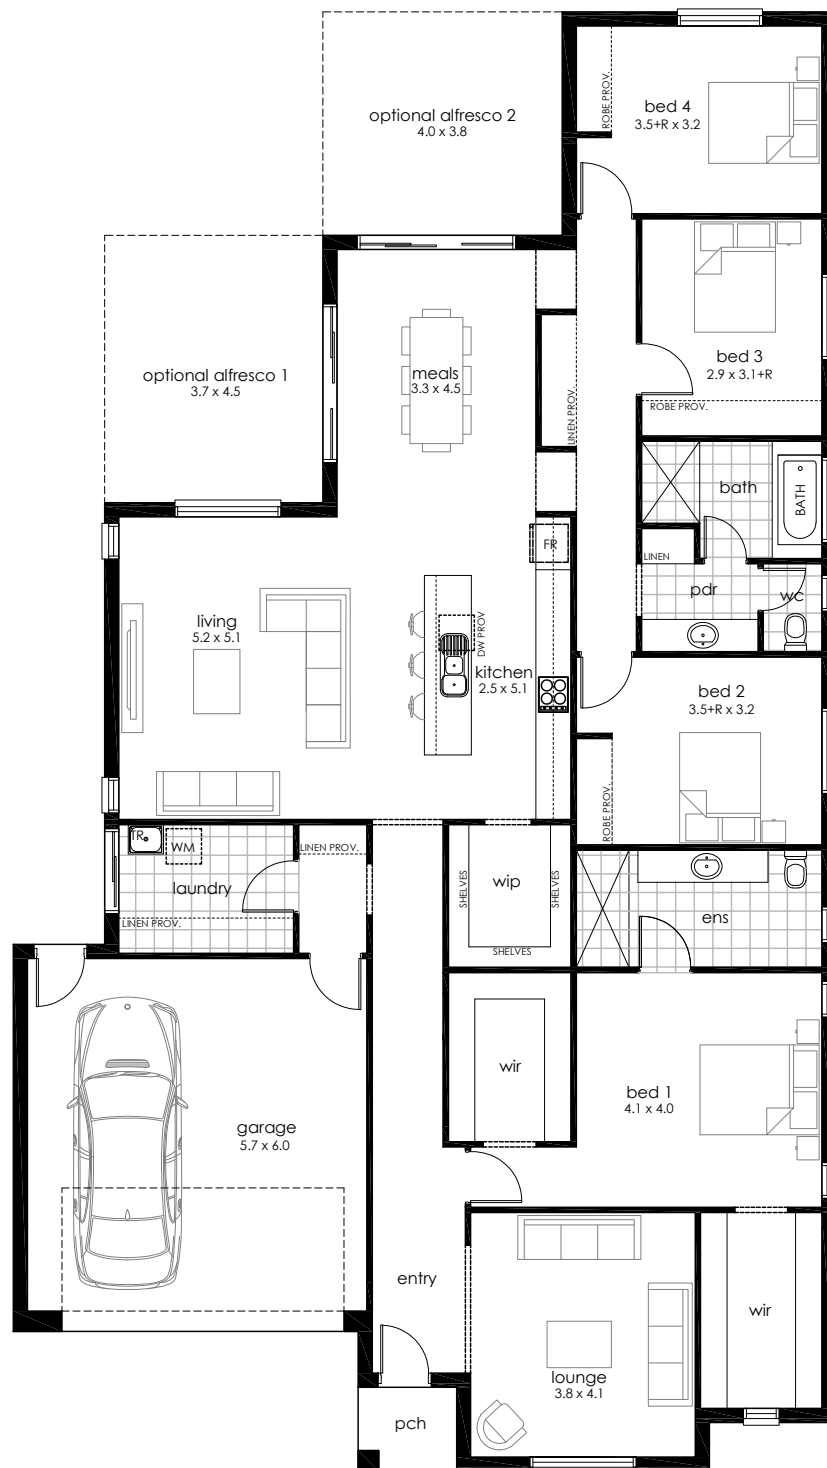 optional alfresco 2
4.0 x 3.8
ROBE PROV.
bed 4
3.5+R x 3.2
optional alfresco 1
3.7 x 4.5
meals
3.3 x 4.5
LINEN PROV.
bed 3
2.9 x 3.1+R
ROBE PROV.
bath
BATH
FR
LINEN
pdr
wc
living
5.2 x 5.1
DW PROV
kitchen
2.5 x 5.1
bed 2
3.5+R x 3.2
ROBE PROV.
TR
WM
LINEN PROV.
laundry
LINEN PROV.
SHELVES
wip
SHELVES
SHELVES
ens
wir
bed 1
4.1 x 4.0
garage
5.7 x 6.0
entry
wir
lounge
3.8 x 4.1
pch